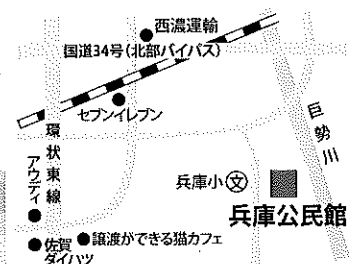 西濃運輸
国道34号(北部バイパス)
セブンイレブン
環状東線
巨勢川
アウディ
兵庫小
文
兵庫公民館
譲渡ができる猫カフェ
佐賀
ダイハツ